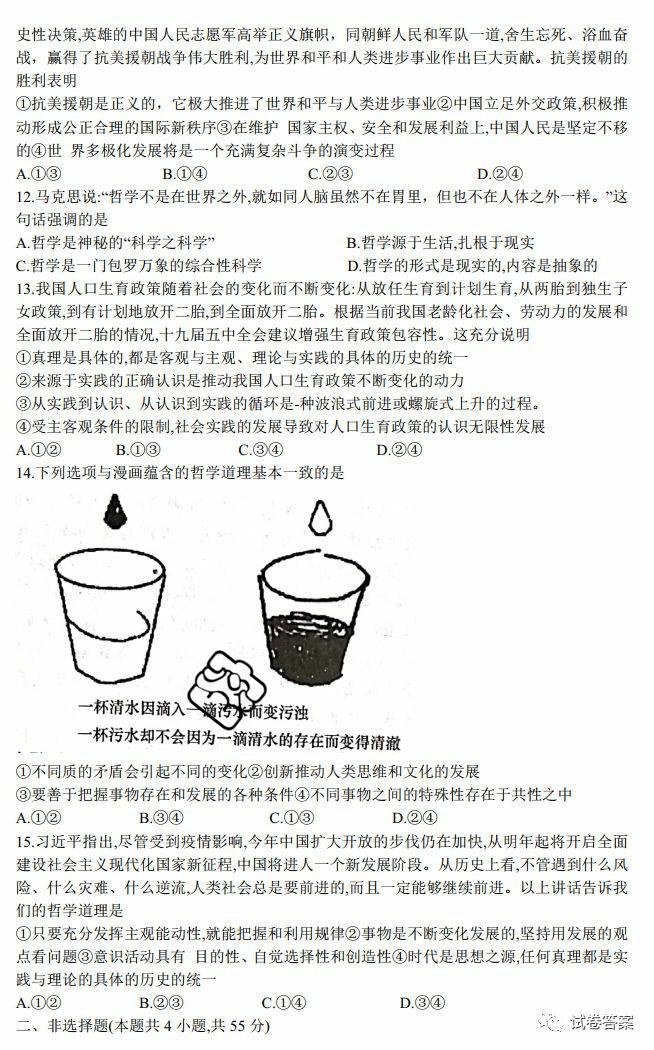 史性决策,英雄的中国人民志愿军高举正义旗帜，同朝鲜人民和军队一道,舍生忘死、浴血奋
战，赢得了抗美援朝战争伟大胜利,为世界和平和人类进步事业作出巨大贡献。抗美援朝的
胜利表明
①抗美援朝是正义的，它极大推进了世界和平与人类进步事业②中国立足外交政策,积极推
动形成公正合理的国际新秩序③在维护 国家主权、安全和发展利益上,中国人民是坚定不移
的④世 界多极化发展将是一个充满复杂斗争的演变过程
A.①③ B.①④ C.②③ D.②④
12.马克思说:“哲学不是在世界之外,就如同人脑虽然不在胃里，但也不在人体之外一样。”这
句话强调的是
A.哲学是神秘的“科学之科学” B.哲学源于生活,扎根于现实
C.哲学是一门包罗万象的综合性科学 D.哲学的形式是现实的,内容是抽象的
13.我国人口生育政策随着社会的变化而不断变化:从放任生育到计划生育,从两胎到独生子
女政策,到有计划地放开二胎,到全面放开二胎。根据当前我国老龄化社会、劳动力的发展和
全面放开二胎的情况,十九届五中全会建议增强生育政策包容性。这充分说明
①真理是具体的,都是客观与主观、理论与实践的具体的历史的统一
②来源于实践的正确认识是推动我国人口生育政策不断变化的动力
③从实践到认识、从认识到实践的循环是-种波浪式前进或螺旋式上升的过程。
④受主客观条件的限制,社会实践的发展导致对人口生育政策的认识无限性发展
A.①② B.①③ C.③④ D.②④
14.下列选项与漫画蕴含的哲学道理基本一致的是
一杯清水因滴入一滴污水而变污浊
一杯污水却不会因为一滴清水的存在而变得清澈
①不同质的矛盾会引起不同的变化②创新推动人类思维和文化的发展
③要善于把握事物存在和发展的各种条件④不同事物之间的特殊性存在于共性之中
A.①② B.③④ C.①③ D.②④
15.习近平指出,尽管受到疫情影响,今年中国扩大开放的步伐仍在加快,从明年起将开启全面
建设社会主义现代化国家新征程,中国将进人一个新发展阶段。从历史上看,不管遇到什么风
险、什么灾难、什么逆流,人类社会总是要前进的,而且一定能够继续前进。以上讲话告诉我
们的哲学道理是
①只要充分发挥主观能动性,就能把握和利用规律②事物是不断变化发展的,坚持用发展的观
点看问题③意识活动具有 目的性、自觉选择性和创造性④时代是思想之源,任何真理都是实
践与理论的具体的历史的统一
A.①② B.②③ C.①④ D.③④
二、非选择题(本题共 4 小题,共 55 分)
试卷答案